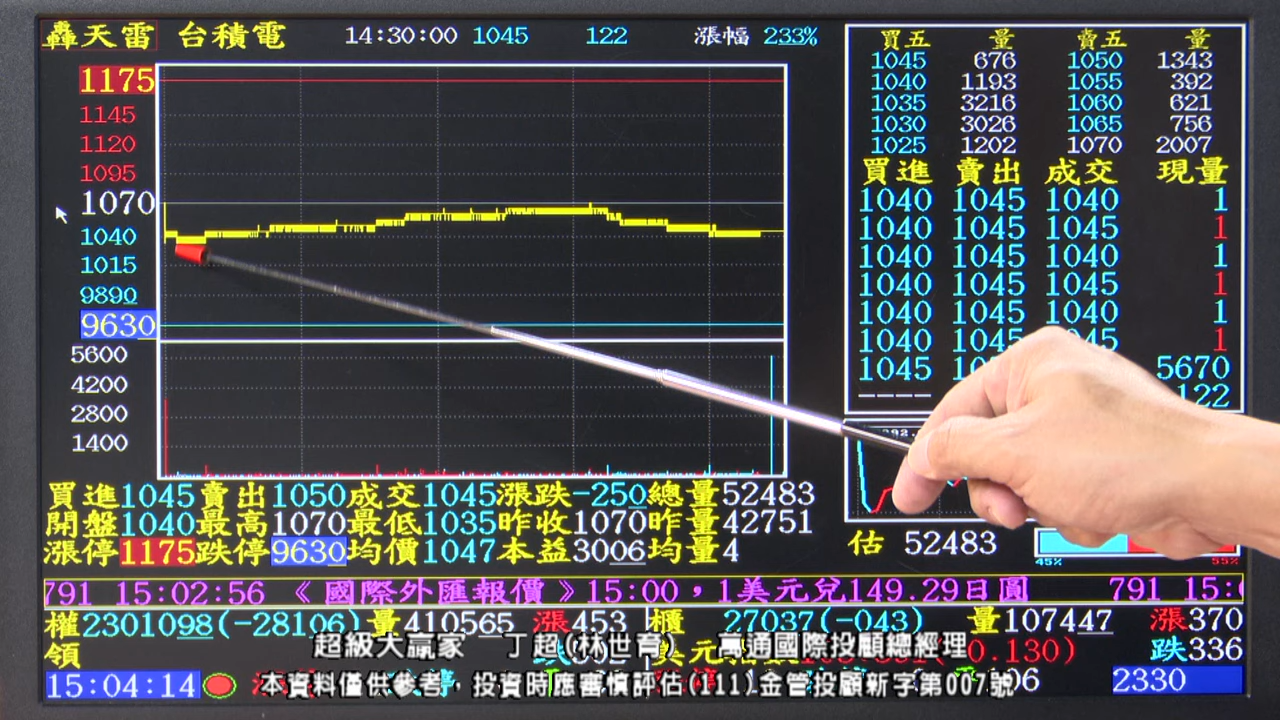 轟天雷 台積電 14:30:00 1045 122 漲幅 233%
1175
1145
1120
1095
1070
1040
1015
9890
9630
5600
4200
2800
1400
買五 量 賣五 量
1045 676 1050 1343
1040 1193 1055 392
1035 3216 1060 621
1030 3026 1065 756
1025 1202 1070 2007
買進 賣出 成交 現量
1040 1045 1040 1
1040 1045 1045 1
1040 1045 1040 1
1040 1045 1045 1
1040 1045 1040 1
1040 1045 1045 1
1045 5670
---- 122
買進1045賣出1050成交1045漲跌-250總量52483
開盤1040最高1070最低1035昨收1070昨量42751
漲停1175跌停9630均價1047本益3006均量4
估 52483
45% 55%
791 15:02:56 《國際外匯報價》15:00,1美元兌149.29日圓 791 15:0
權2301098(-28106)量410565 漲453 櫃 27037(-043) 量107447 漲370
領 跌336
超級大贏家 丁超(林世育) 高通國際投顧總經理
15:04:14 2330
本資料僅供參考,投資時應審慎評估(111)金管投顧新字第007號